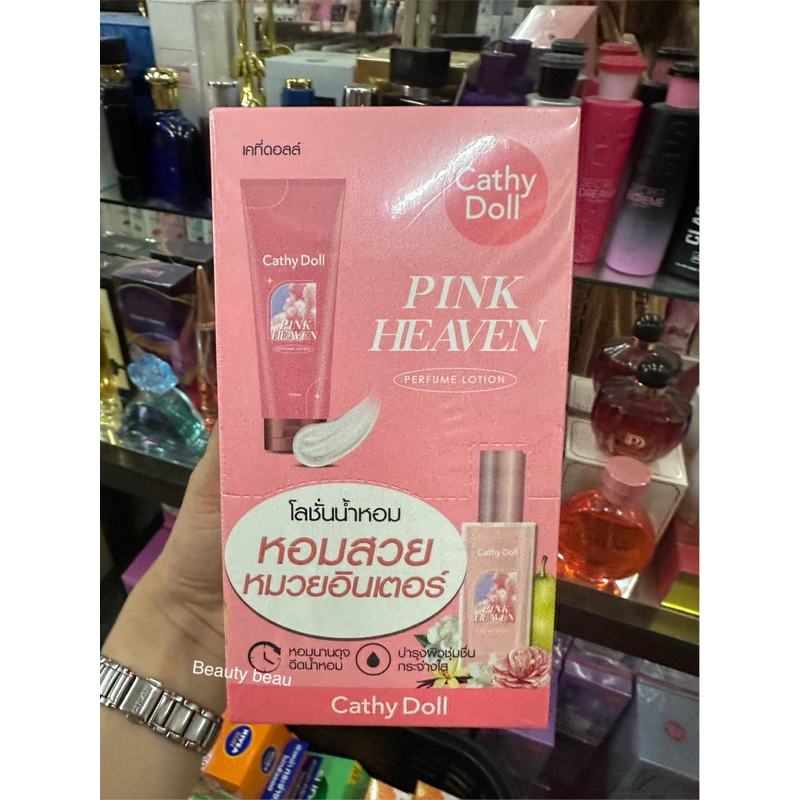 เคที่ดอลล์
Cathy
Doll
Cathy Doll
PINK
HEAVEN
PERFUME LOTION
PINK
HEAVEN
PERFUME LOTION
โลชั่นน้ำหอม
หอมสวย
หมวยอินเตอร์
Cathy Doll
PINK
HEAVEN
หอมนานดุจ
ฉีดน้ำหอม
บำรุงผิวชุ่มชื่น
กระจ่างใส
Beauty beau
Cathy Doll
NIVEA